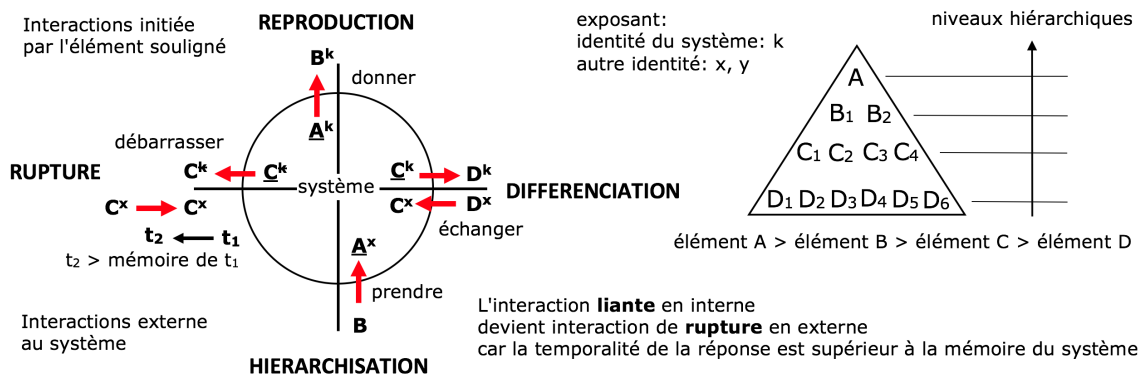 Interactions initiée
par l'élément souligné
REPRODUCTION
Bᵏ
donner
Aᵏ
débarrasser
RUPTURE
Cᵏ
Cᵏ
système
Cᵏ
Dᵏ
DIFFERENCIATION
Cˣ
Cˣ
Cˣ
Dˣ
échanger
t₂
t₁
t₂ > mémoire de t₁
Aˣ
prendre
B
Interactions externe
au système
HIERARCHISATION
exposant:
identité du système: k
autre identité: x, y
niveaux hiérarchiques
A
B₁ B₂
C₁ C₂ C₃ C₄
D₁ D₂ D₃ D₄ D₅ D₆
élément A > élément B > élément C > élément D
L'interaction liante en interne
devient interaction de rupture en externe
car la temporalité de la réponse est supérieur à la mémoire du système